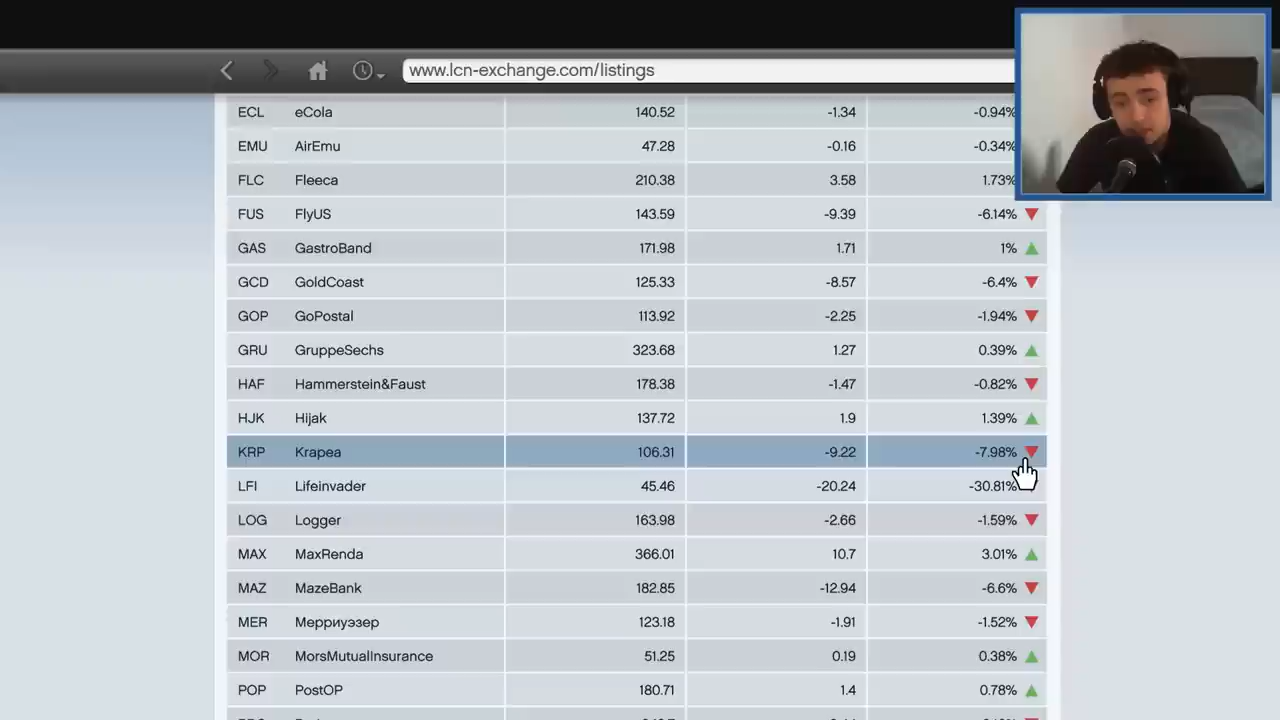 www.lcn-exchange.com/listings
ECL eCola 140.52 -1.34 -0.94%
EMU AirEmu 47.28 -0.16 -0.34%
FLC Fleeca 210.38 3.58 1.73%
FUS FlyUS 143.59 -9.39 -6.14%
GAS GastroBand 171.98 1.71 1%
GCD GoldCoast 125.33 -8.57 -6.4%
GOP GoPostal 113.92 -2.25 -1.94%
GRU GruppeSechs 323.68 1.27 0.39%
HAF Hammerstein&Faust 178.38 -1.47 -0.82%
HJK Hijak 137.72 1.9 1.39%
KRP Krapea 106.31 -9.22 -7.98%
LFI Lifeinvader 45.46 -20.24 -30.81%
LOG Logger 163.98 -2.66 -1.59%
MAX MaxRenda 366.01 10.7 3.01%
MAZ MazeBank 182.85 -12.94 -6.6%
MER Мерриуэзер 123.18 -1.91 -1.52%
MOR MorsMutualInsurance 51.25 0.19 0.38%
POP PostOP 180.71 1.4 0.78%